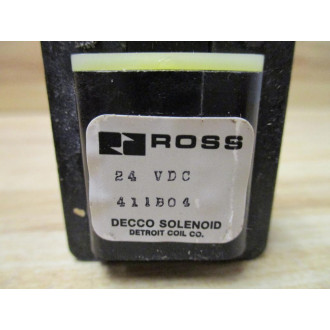 ROSS
24 VDC
411B04
DECCO SOLENOID
DETROIT COIL CO.